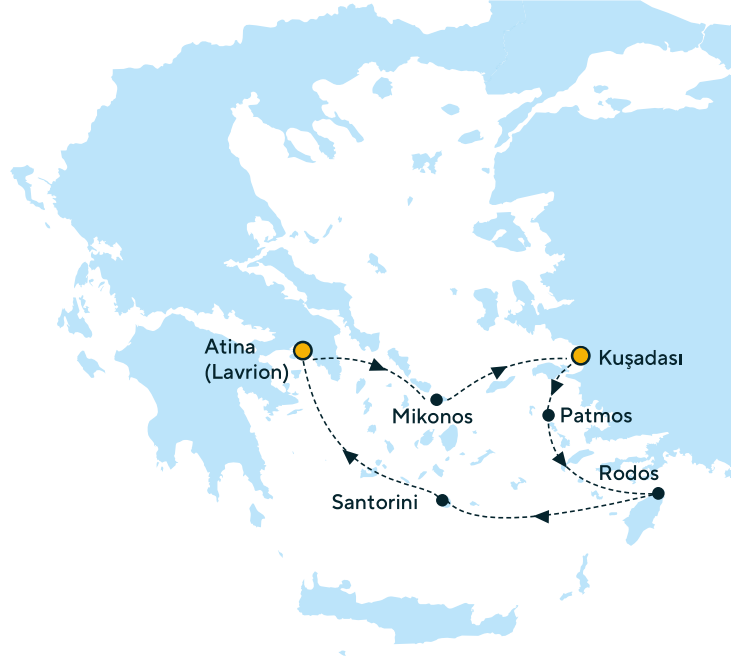 Atina
(Lavrion)
Kuşadası
Mikonos
Patmos
Rodos
Santorini